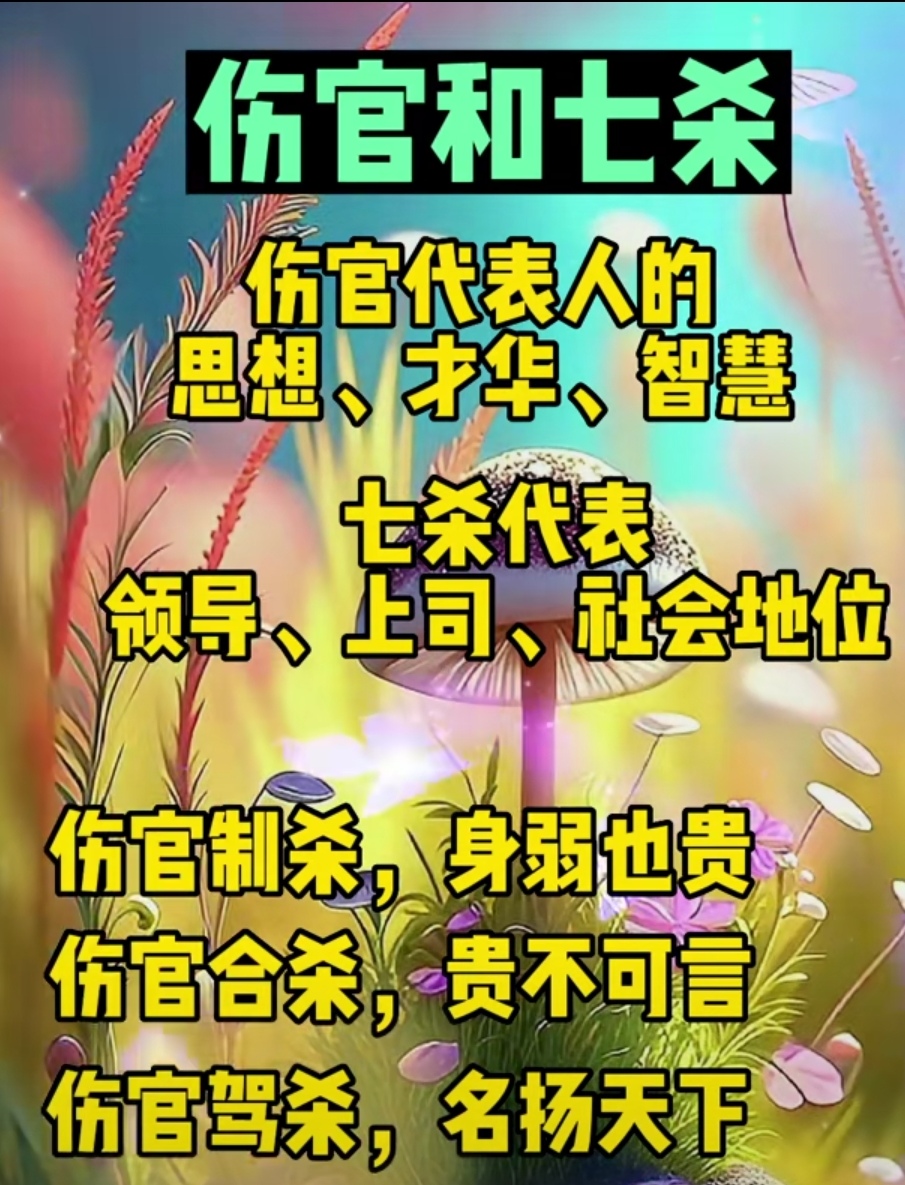 伤官和七杀
伤官代表人的
思想、才华、智慧
七杀代表
领导、上司、社会地位
伤官制杀，身弱也贵
伤官合杀，贵不可言
伤官驾杀，名扬天下